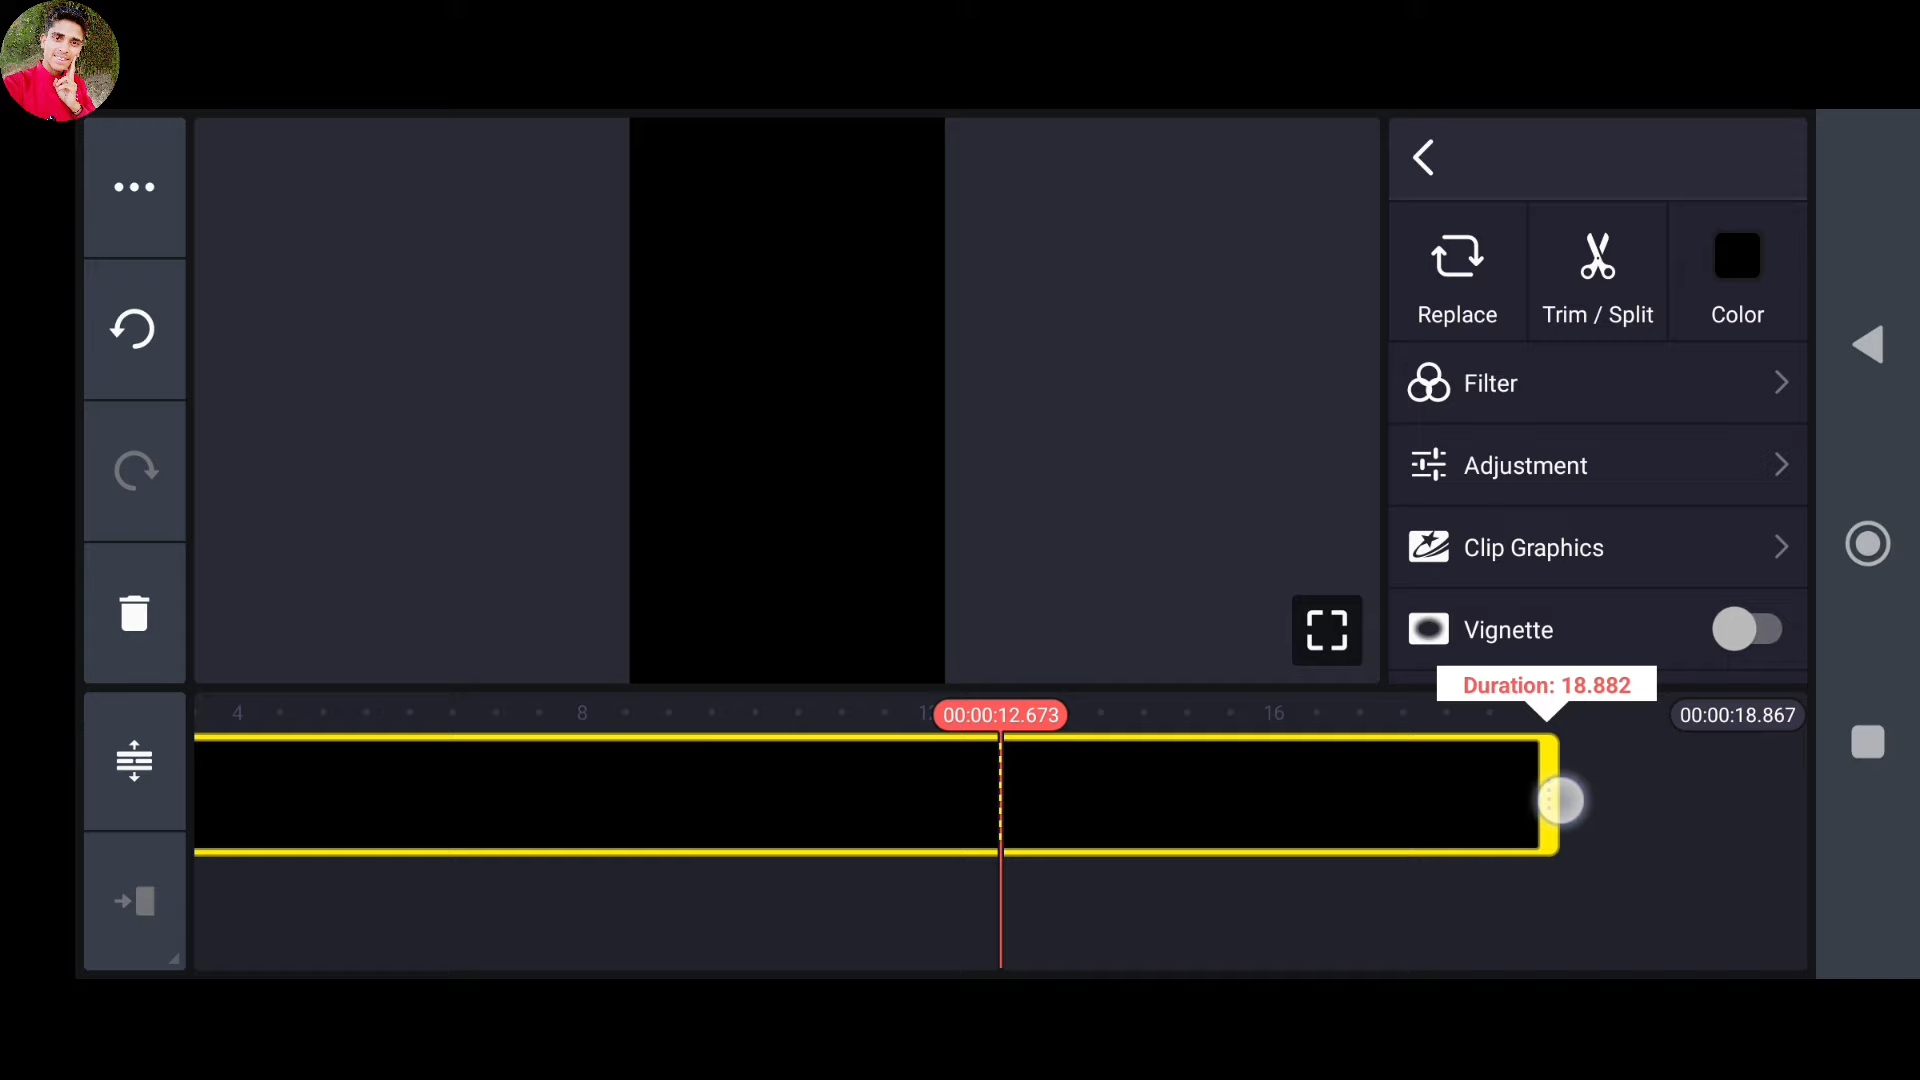 Replace
Trim / Split
Color
Filter
Adjustment
Clip Graphics
Vignette
Duration: 18.882
4
8
00:00:12.673
16
00:00:18.867